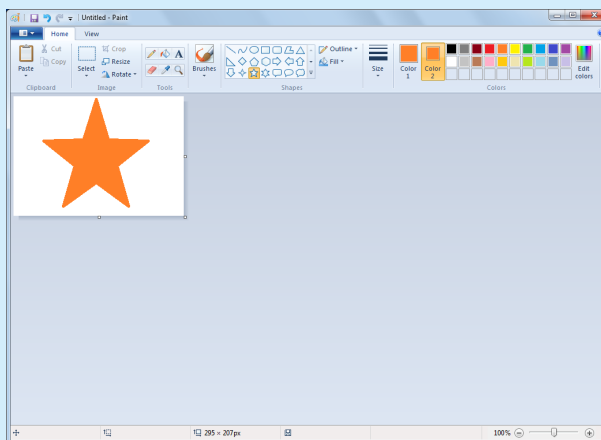 Untitled - Paint
Home View
Paste
Cut
Copy
Clipboard
Select
Crop
Resize
Rotate
Image
A
Tools
Brushes
Outline
Fill
Shapes
Size
Color 1
Color 2
Edit colors
Colors
295 × 207px
100%